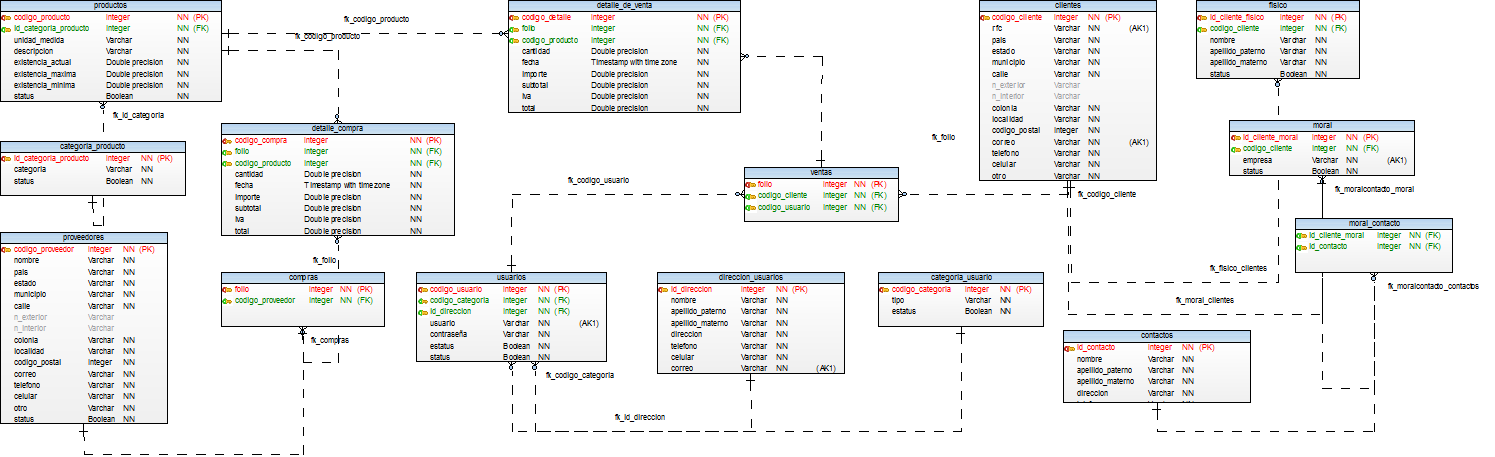 productos
codigo_producto Integer NN (PK)
id_categoria_producto Integer NN (FK)
unidad_medida Varchar NN
descripcion Varchar NN
existencia_actual Double precision NN
existencia_maxima Double precision NN
existencia_minima Double precision NN
status Boolean NN
fk_id_categoria
categoria_producto
id_categoria_producto Integer NN (PK)
categoria Varchar NN
status Boolean NN
proveedores
codigo_proveedor Integer NN (PK)
nombre Varchar NN
pais Varchar NN
estado Varchar NN
municipio Varchar NN
calle Varchar NN
n_exterior Varchar
n_interior Varchar
colonia Varchar NN
localidad Varchar NN
codigo_postal Integer NN
correo Varchar NN
telefono Varchar NN
celular Varchar NN
otro Varchar NN
status Boolean NN
fk_codigo_producto
fk_codigo_producto
detalle_compra
codigo_compra Integer NN (PK)
folio Integer NN (FK)
codigo_producto Integer NN (FK)
cantidad Double precision NN
fecha Timestamp with time zone NN
importe Double precision NN
subtotal Double precision NN
iva Double precision NN
total Double precision NN
fk_folio
compras
folio Integer NN (PK)
codigo_proveedor Integer NN (FK)
fk_compras
detalle_de_venta
codigo_detalle Integer NN (PK)
folio Integer NN (FK)
codigo_producto Integer NN (FK)
cantidad Double precision NN
fecha Timestamp with time zone NN
importe Double precision NN
subtotal Double precision NN
iva Double precision NN
total Double precision NN
fk_folio
ventas
folio Integer NN (PK)
codigo_cliente Integer NN (FK)
codigo_usuario Integer NN (FK)
fk_codigo_usuario
usuarios
codigo_usuario Integer NN (PK)
codigo_categoria Integer NN (FK)
id_direccion Integer NN (FK)
usuario Varchar NN (AK1)
contraseña Varchar NN
estatus Boolean NN
status Boolean NN
fk_codigo_categoria
fk_id_direccion
direccion_usuarios
id_direccion Integer NN (PK)
nombre Varchar NN
apellido_paterno Varchar NN
apellido_materno Varchar NN
direccion Varchar NN
telefono Varchar NN
celular Varchar NN
correo Varchar NN (AK1)
categoria_usuario
codigo_categoria Integer NN (PK)
tipo Varchar NN
estatus Boolean NN
clientes
codigo_cliente Integer NN (PK)
rfc Varchar NN (AK1)
pais Varchar NN
estado Varchar NN
municipio Varchar NN
calle Varchar NN
n_exterior Varchar
n_interior Varchar
colonia Varchar NN
localidad Varchar NN
codigo_postal Integer NN
correo Varchar NN (AK1)
telefono Varchar NN
celular Varchar NN
otro Varchar NN
fk_codigo_cliente
fisico
id_cliente_fisico Integer NN (PK)
codigo_cliente Integer NN (FK)
nombre Varchar NN
apellido_paterno Varchar NN
apellido_materno Varchar NN
status Boolean NN
moral
id_cliente_moral Integer NN (PK)
codigo_cliente Integer NN (FK)
empresa Varchar NN (AK1)
status Boolean NN
fk_moralcontacto_moral
moral_contacto
id_cliente_moral Integer NN (FK)
id_contacto Integer NN (FK)
fk_fisico_clientes
fk_moralcontacto_contactos
fk_moral_clientes
contactos
id_contacto Integer NN (PK)
nombre Varchar NN
apellido_paterno Varchar NN
apellido_materno Varchar NN
direccion Varchar NN